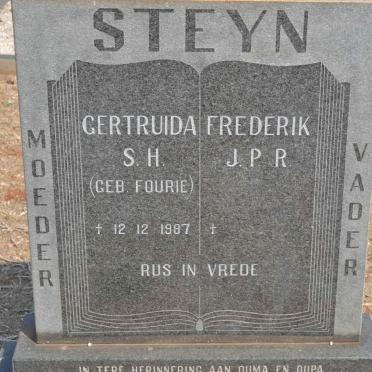 STEYN
MOEDER
GERTRUIDA FREDERIK
S. H. J. P. R.
(GEB. FOURIE)
† 12 12 1987 †
RUS IN VREDE
VADER
IN TERE HERINNERING AAN OUMA EN OUPA